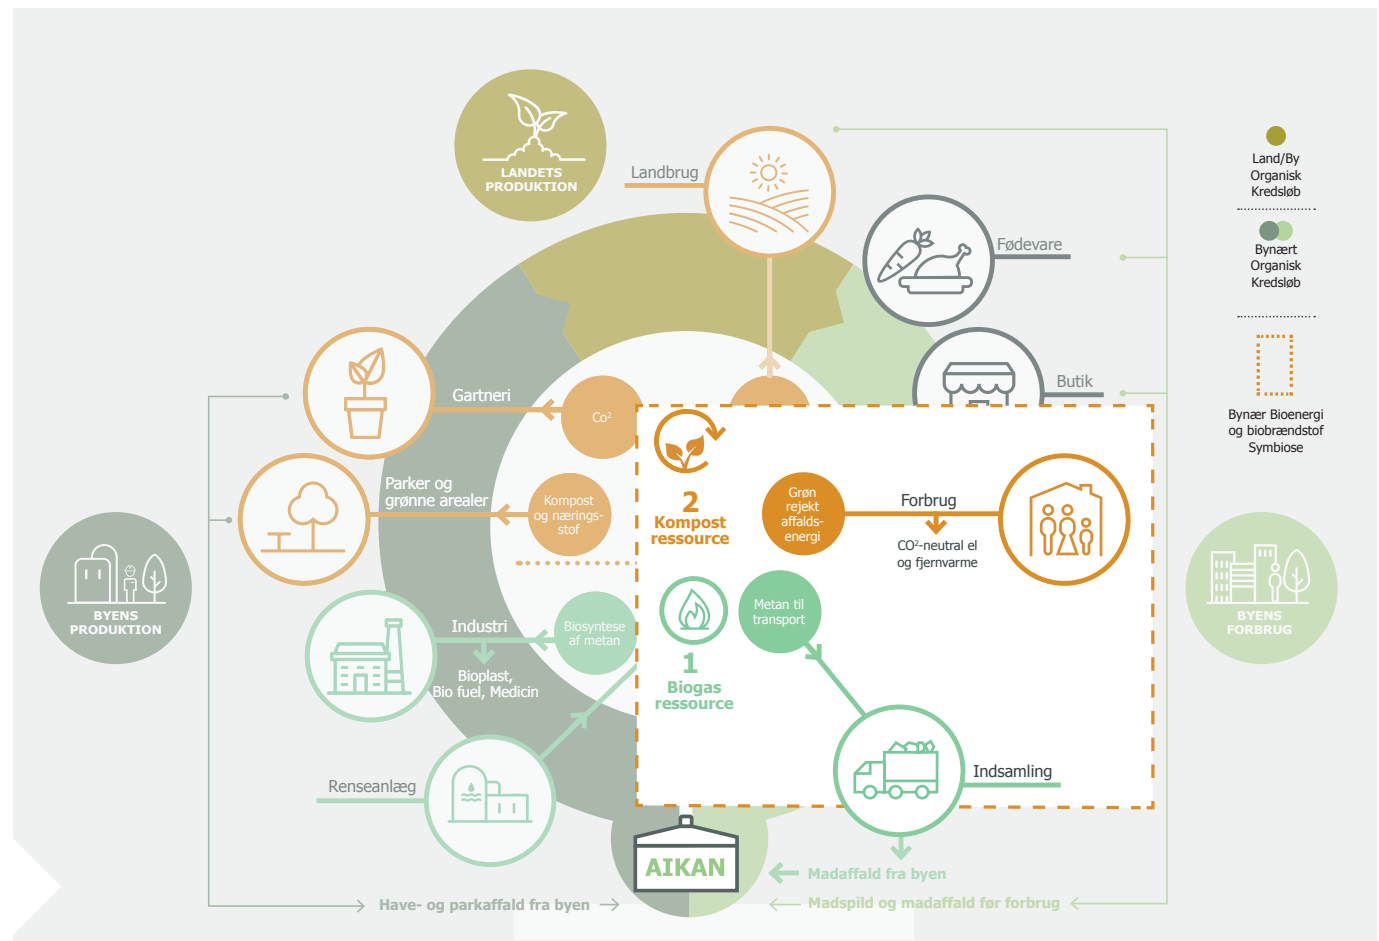 LANDETS
PRODUKTION
Landbrug
Fødevare
Butik
Land/By
Organisk
Kredsløb
Bynært
Organisk
Kredsløb
Bynær Bioenergi
og biobrændstof
Symbiose
Gartneri
Co²
Parker og
grønne arealer
Kompost
og nærings-
stof
2
Kompost
ressource
Grøn
rejekt
affalds-
energi
Forbrug
CO²-neutral el
og fjernvarme
BYENS
PRODUKTION
BYENS
FORBRUG
Industri
Bioplast,
Bio fuel, Medicin
Biosyntese
af metan
1
Biogas
ressource
Metan til
transport
Renseanlæg
Indsamling
AIKAN
Madaffald fra byen
Have- og parkaffald fra byen
Madspild og madaffald før forbrug